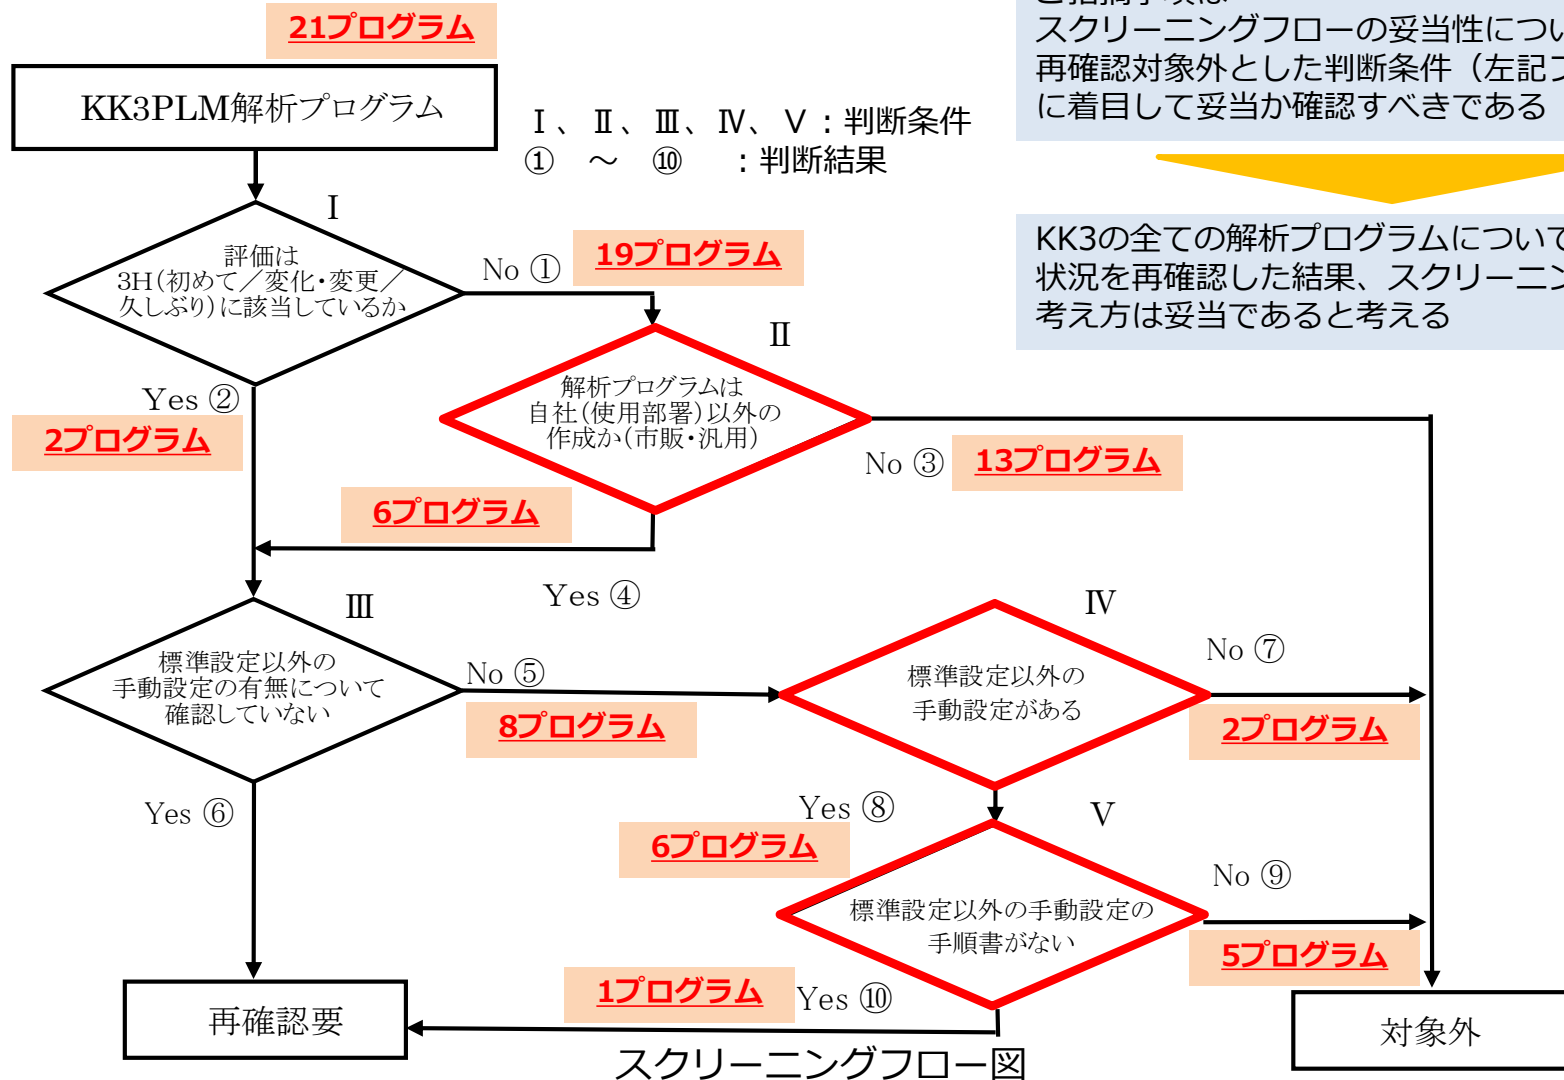 21プログラム
KK3PLM解析プログラム
Ⅰ、Ⅱ、Ⅲ、Ⅳ、Ⅴ：判断条件
①　～　⑩　：判断結果
スクリーニングフローの妥当性につい
再確認対象外とした判断条件（左記フ
に着目して妥当か確認すべきである
KK3の全ての解析プログラムについて
状況を再確認した結果、スクリーニン
考え方は妥当であると考える
Ⅰ
評価は
3H(初めて／変化・変更／
久しぶり)に該当しているか
No ①
19プログラム
Ⅱ
解析プログラムは
自社(使用部署)以外の
作成か(市販・汎用)
Yes ②
2プログラム
No ③
13プログラム
6プログラム
Yes ④
Ⅲ
標準設定以外の
手動設定の有無について
確認していない
No ⑤
8プログラム
Ⅳ
標準設定以外の
手動設定がある
No ⑦
2プログラム
Yes ⑥
Yes ⑧
6プログラム
Ⅴ
標準設定以外の手動設定の
手順書がない
No ⑨
5プログラム
1プログラム
Yes ⑩
再確認要
対象外
スクリーニングフロー図